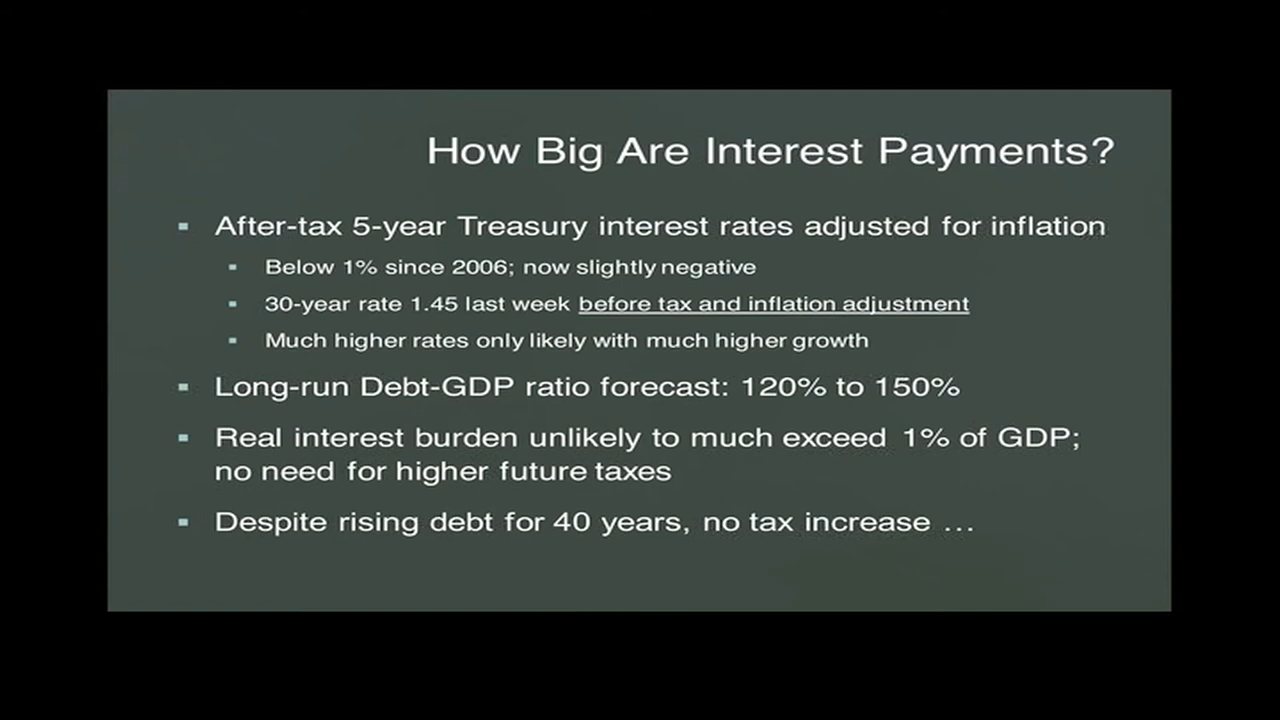 How Big Are Interest Payments?
After-tax 5-year Treasury interest rates adjusted for inflation
Below 1% since 2006; now slightly negative
30-year rate 1.45 last week before tax and inflation adjustment
Much higher rates only likely with much higher growth
Long-run Debt-GDP ratio forecast: 120% to 150%
Real interest burden unlikely to much exceed 1% of GDP;
no need for higher future taxes
Despite rising debt for 40 years, no tax increase …